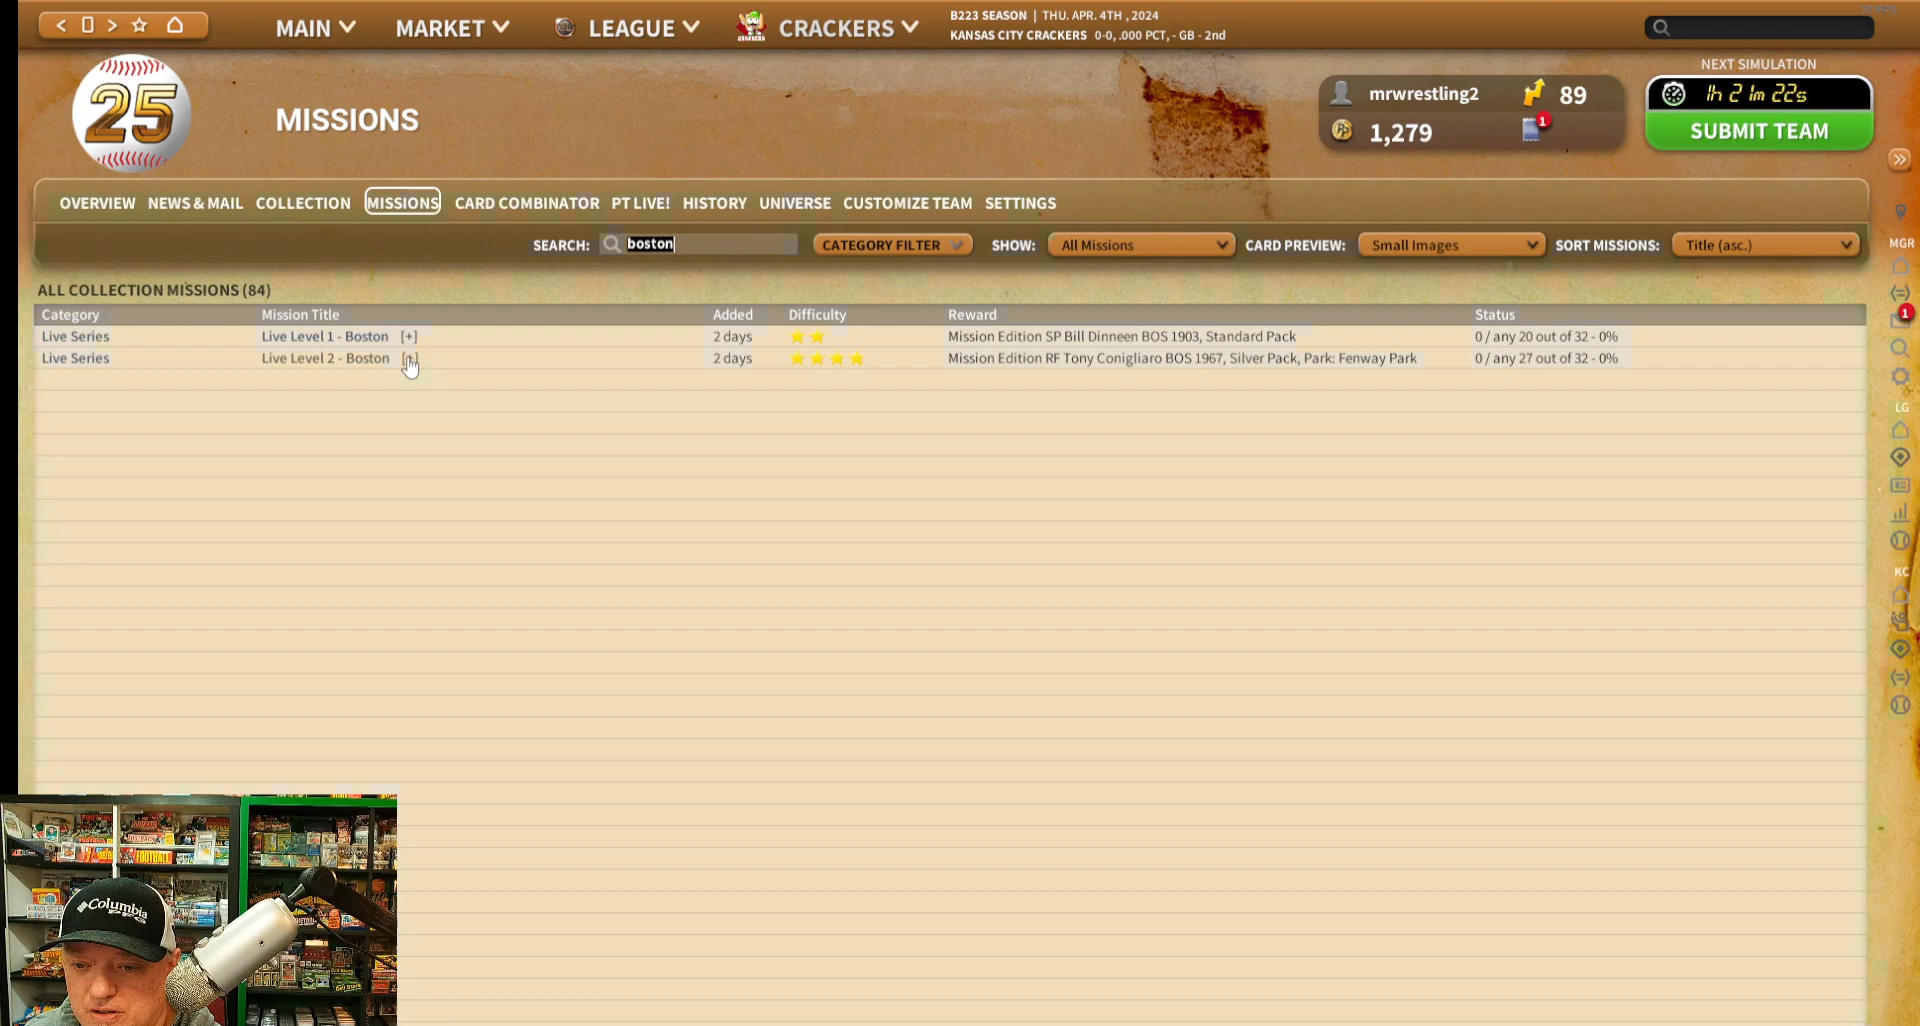 MAIN
MARKET
LEAGUE
CRACKERS
B223 SEASON | THU. APR. 4TH , 2024
KANSAS CITY CRACKERS 0-0, .000 PCT, - GB - 2nd
25
MISSIONS
mrwrestling2
89
1,279
1
NEXT SIMULATION
1h 21m 22s
SUBMIT TEAM
OVERVIEW NEWS & MAIL COLLECTION MISSIONS CARD COMBINATOR PT LIVE! HISTORY UNIVERSE CUSTOMIZE TEAM SETTINGS
SEARCH: boston CATEGORY FILTER SHOW: All Missions CARD PREVIEW: Small Images SORT MISSIONS: Title (asc.)
ALL COLLECTION MISSIONS (84)
Category Mission Title Added Difficulty Reward Status
Live Series Live Level 1 - Boston [+] 2 days Mission Edition SP Bill Dinneen BOS 1903, Standard Pack 0 / any 20 out of 32 - 0%
Live Series Live Level 2 - Boston [+] 2 days Mission Edition RF Tony Conigliaro BOS 1967, Silver Pack, Park: Fenway Park 0 / any 27 out of 32 - 0%
MGR
1
LG
KC
FOOTBALL
Columbia
PFG